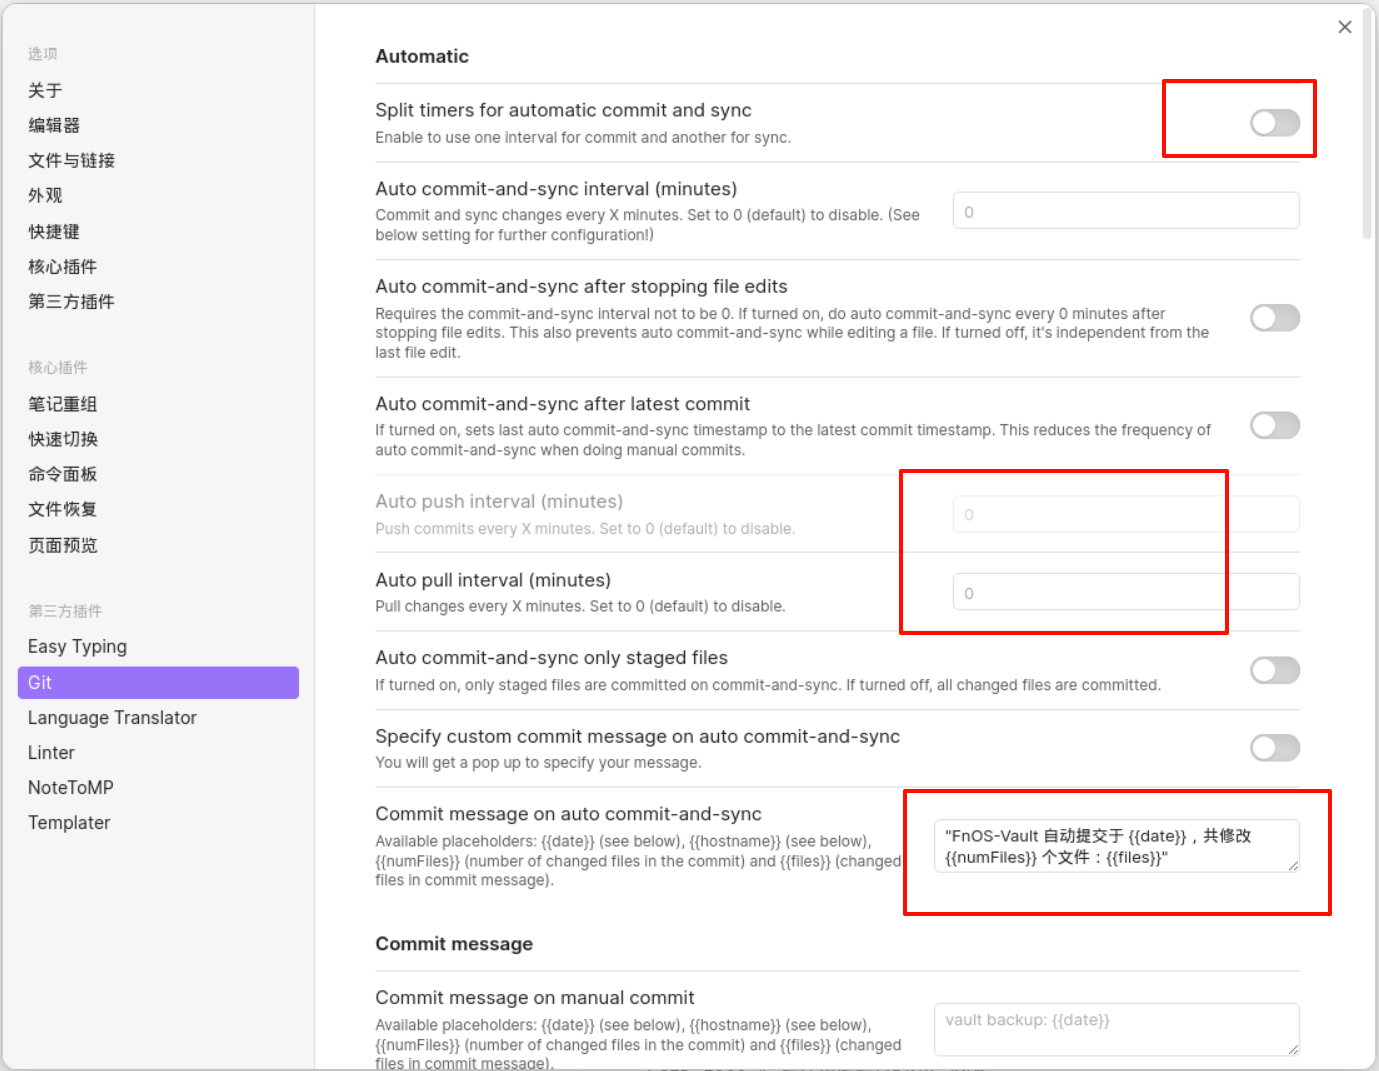 选项
关于
编辑器
文件与链接
外观
快捷键
核心插件
第三方插件
核心插件
笔记重组
快速切换
命令面板
文件恢复
页面预览
第三方插件
Easy Typing
Git
Language Translator
Linter
NoteToMP
Templater
Automatic
Split timers for automatic commit and sync
Enable to use one interval for commit and another for sync.
Auto commit-and-sync interval (minutes)
Commit and sync changes every X minutes. Set to 0 (default) to disable. (See
below setting for further configuration!)
0
Auto commit-and-sync after stopping file edits
Requires the commit-and-sync interval not to be 0. If turned on, do auto commit-and-sync every 0 minutes after
stopping file edits. This also prevents auto commit-and-sync while editing a file. If turned off, it's independent from the
last file edit.
Auto commit-and-sync after latest commit
If turned on, sets last auto commit-and-sync timestamp to the latest commit timestamp. This reduces the frequency of
auto commit-and-sync when doing manual commits.
Auto push interval (minutes)
Push commits every X minutes. Set to 0 (default) to disable.
0
Auto pull interval (minutes)
Pull changes every X minutes. Set to 0 (default) to disable.
0
Auto commit-and-sync only staged files
If turned on, only staged files are committed on commit-and-sync. If turned off, all changed files are committed.
Specify custom commit message on auto commit-and-sync
You will get a pop up to specify your message.
Commit message on auto commit-and-sync
Available placeholders: {{date}} (see below), {{hostname}} (see below),
{{numFiles}} (number of changed files in the commit) and {{files}} (changed
files in commit message).
"FnOS-Vault 自动提交于 {{date}}，共修改
{{numFiles}} 个文件：{{files}}"
Commit message
Commit message on manual commit
Available placeholders: {{date}} (see below), {{hostname}} (see below),
{{numFiles}} (number of changed files in the commit) and {{files}} (changed
files in commit message).
vault backup: {{date}}